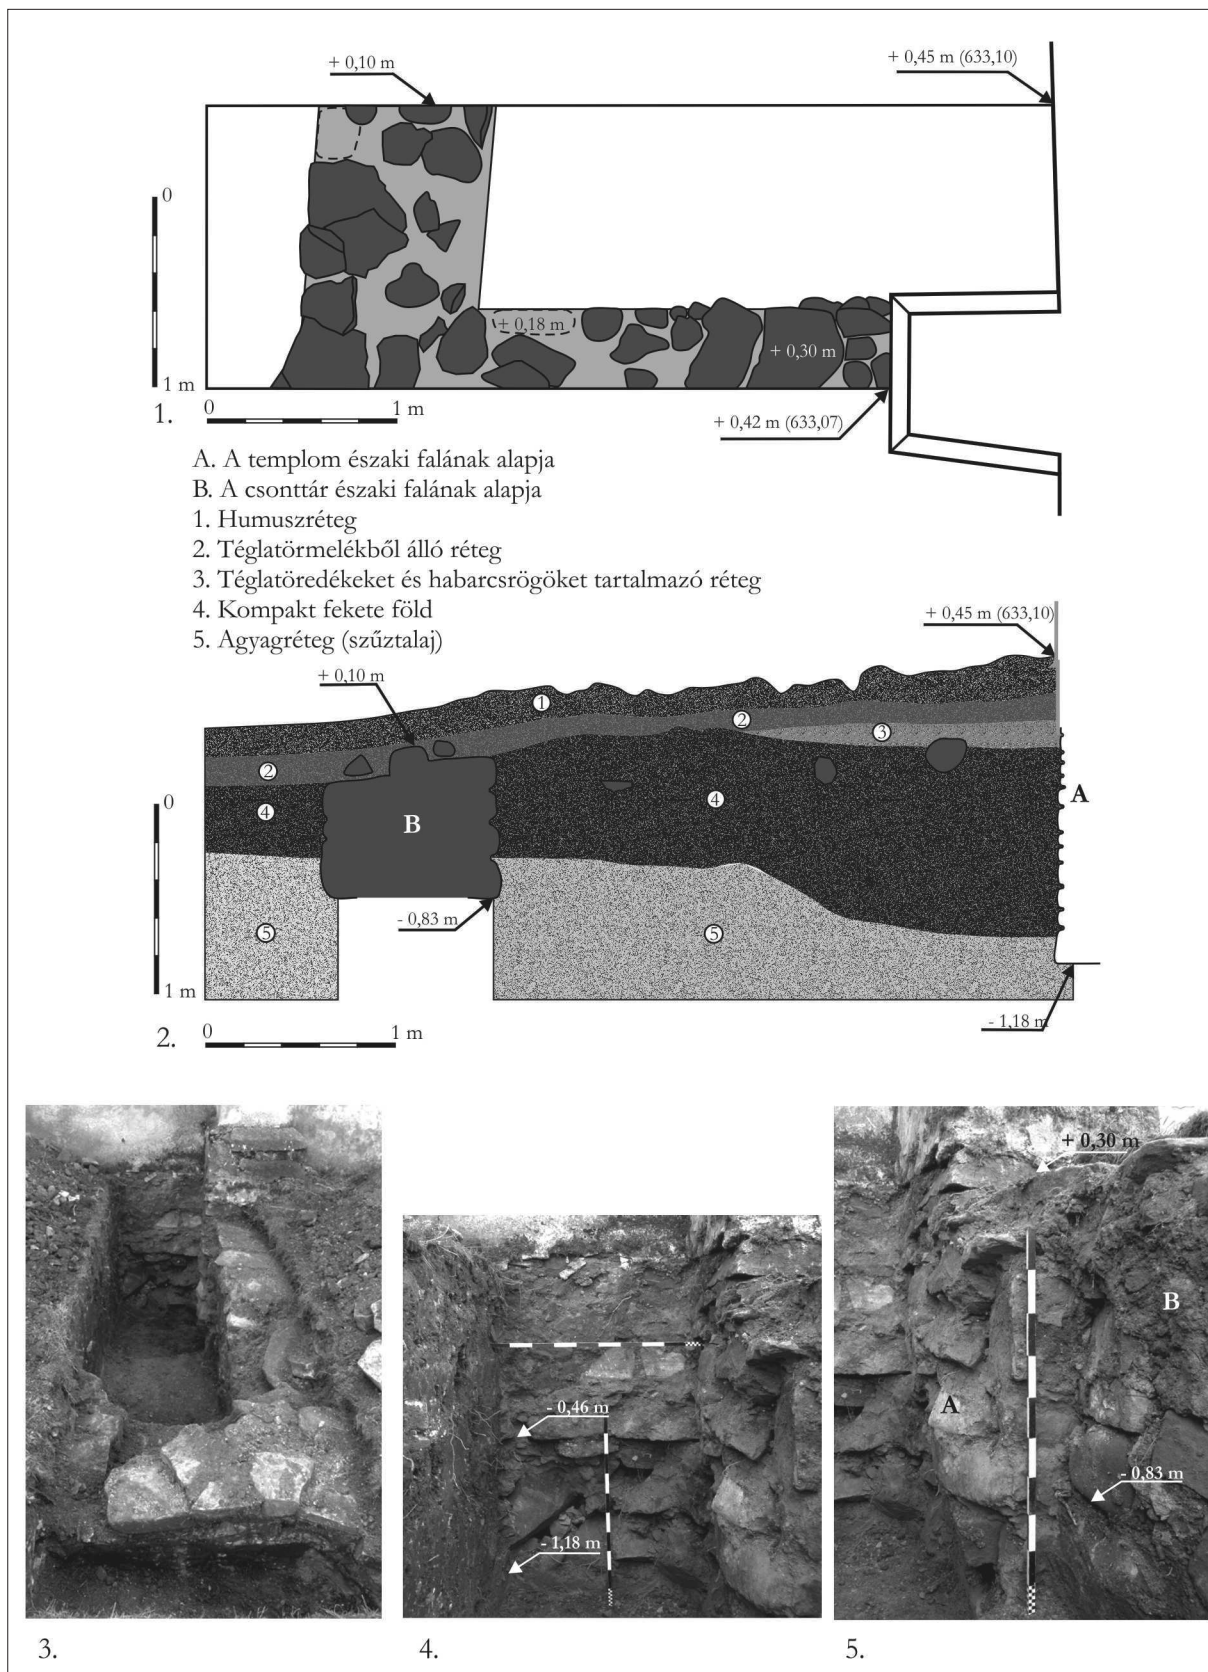 + 0,10 m
+ 0,45 m (633,10)
0
+ 0,18 m
+ 0,30 m
1 m
1.
0 1 m
+ 0,42 m (633,07)
A. A templom északi falának alapja
B. A csonttár északi falának alapja
1. Humuszréteg
2. Téglatörmelékből álló réteg
3. Téglatöredékeket és habarcsrögöket tartalmazó réteg
4. Kompakt fekete föld
5. Agyagréteg (szűztalaj)
+ 0,45 m (633,10)
+ 0,10 m
1
2
3
2
0
4
4
A
B
- 0,83 m
5
5
1 m
- 1,18 m
2.
0 1 m
+ 0,30 m
B
A
- 0,46 m
- 0,83 m
- 1,18 m
3.
4.
5.